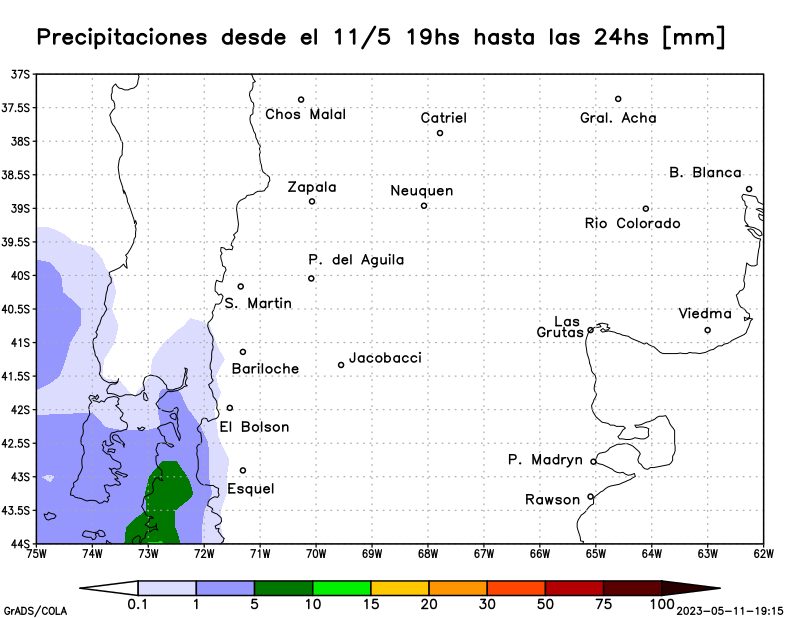 Precipitaciones desde el 11/5 19hs hasta las 24hs [mm]
37S
Chos Malal
Gral. Acha
37.5S
Catriel
38S
B. Blanca
38.5S
Zapala
Neuquen
39S
Rio Colorado
39.5S
P. del Aguila
40S
S. Martin
40.5S
Viedma
Las
Grutas
41S
Jacobacci
Bariloche
41.5S
42S
El Bolson
42.5S
P. Madryn
43S
Esquel
Rawson
43.5S
44S
75W 74W 73W 72W 71W 70W 69W 68W 67W 66W 65W 64W 63W 62W
0.1 1 5 10 15 20 30 50 75 100
GrADS/COLA
2023-05-11-19:15